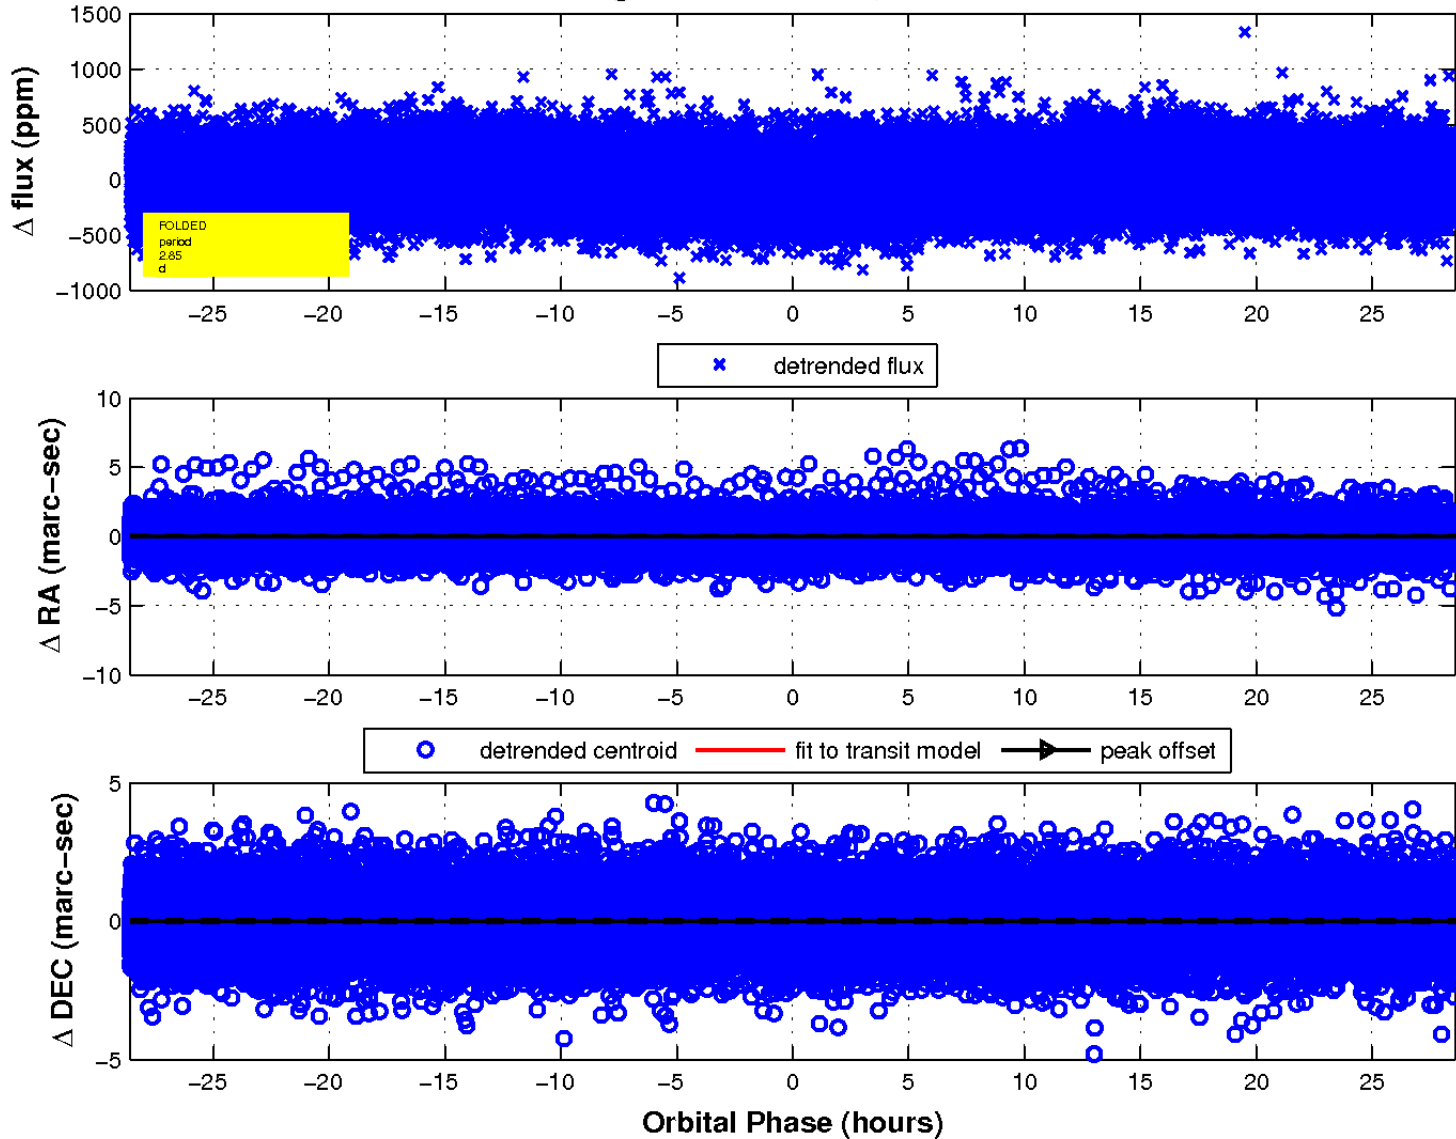 1500
1000
500
0
−500
−1000
Δ flux (ppm)
FOLDED
period
2.85
d
−25 −20 −15 −10 −5 0 5 10 15 20 25
detrended flux
10
5
0
−5
−10
Δ RA (marc−sec)
−25 −20 −15 −10 −5 0 5 10 15 20 25
detrended centroid fit to transit model peak offset
5
0
−5
Δ DEC (marc−sec)
−25 −20 −15 −10 −5 0 5 10 15 20 25
Orbital Phase (hours)